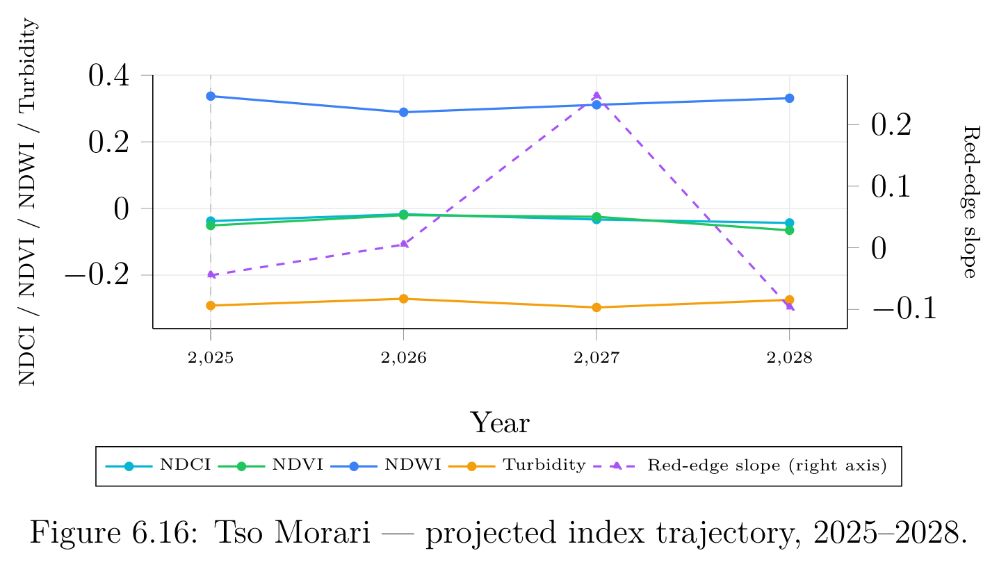 NDCI / NDVI / NDWI / Turbidity
0.4
0.2
0
−0.2
0.2
0.1
0
−0.1
Red-edge slope
2,025 2,026 2,027 2,028
Year
NDCI NDVI NDWI Turbidity Red-edge slope (right axis)
Figure 6.16: Tso Morari — projected index trajectory, 2025–2028.